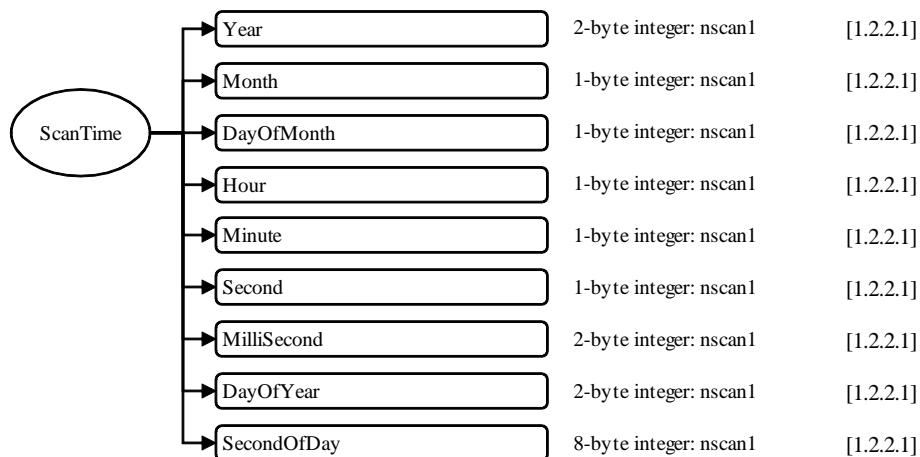 Year 2-byte integer: nscan1 [1.2.2.1]
Month 1-byte integer: nscan1 [1.2.2.1]
ScanTime DayOfMonth 1-byte integer: nscan1 [1.2.2.1]
Hour 1-byte integer: nscan1 [1.2.2.1]
Minute 1-byte integer: nscan1 [1.2.2.1]
Second 1-byte integer: nscan1 [1.2.2.1]
MilliSecond 2-byte integer: nscan1 [1.2.2.1]
DayOfYear 2-byte integer: nscan1 [1.2.2.1]
SecondOfDay 8-byte integer: nscan1 [1.2.2.1]